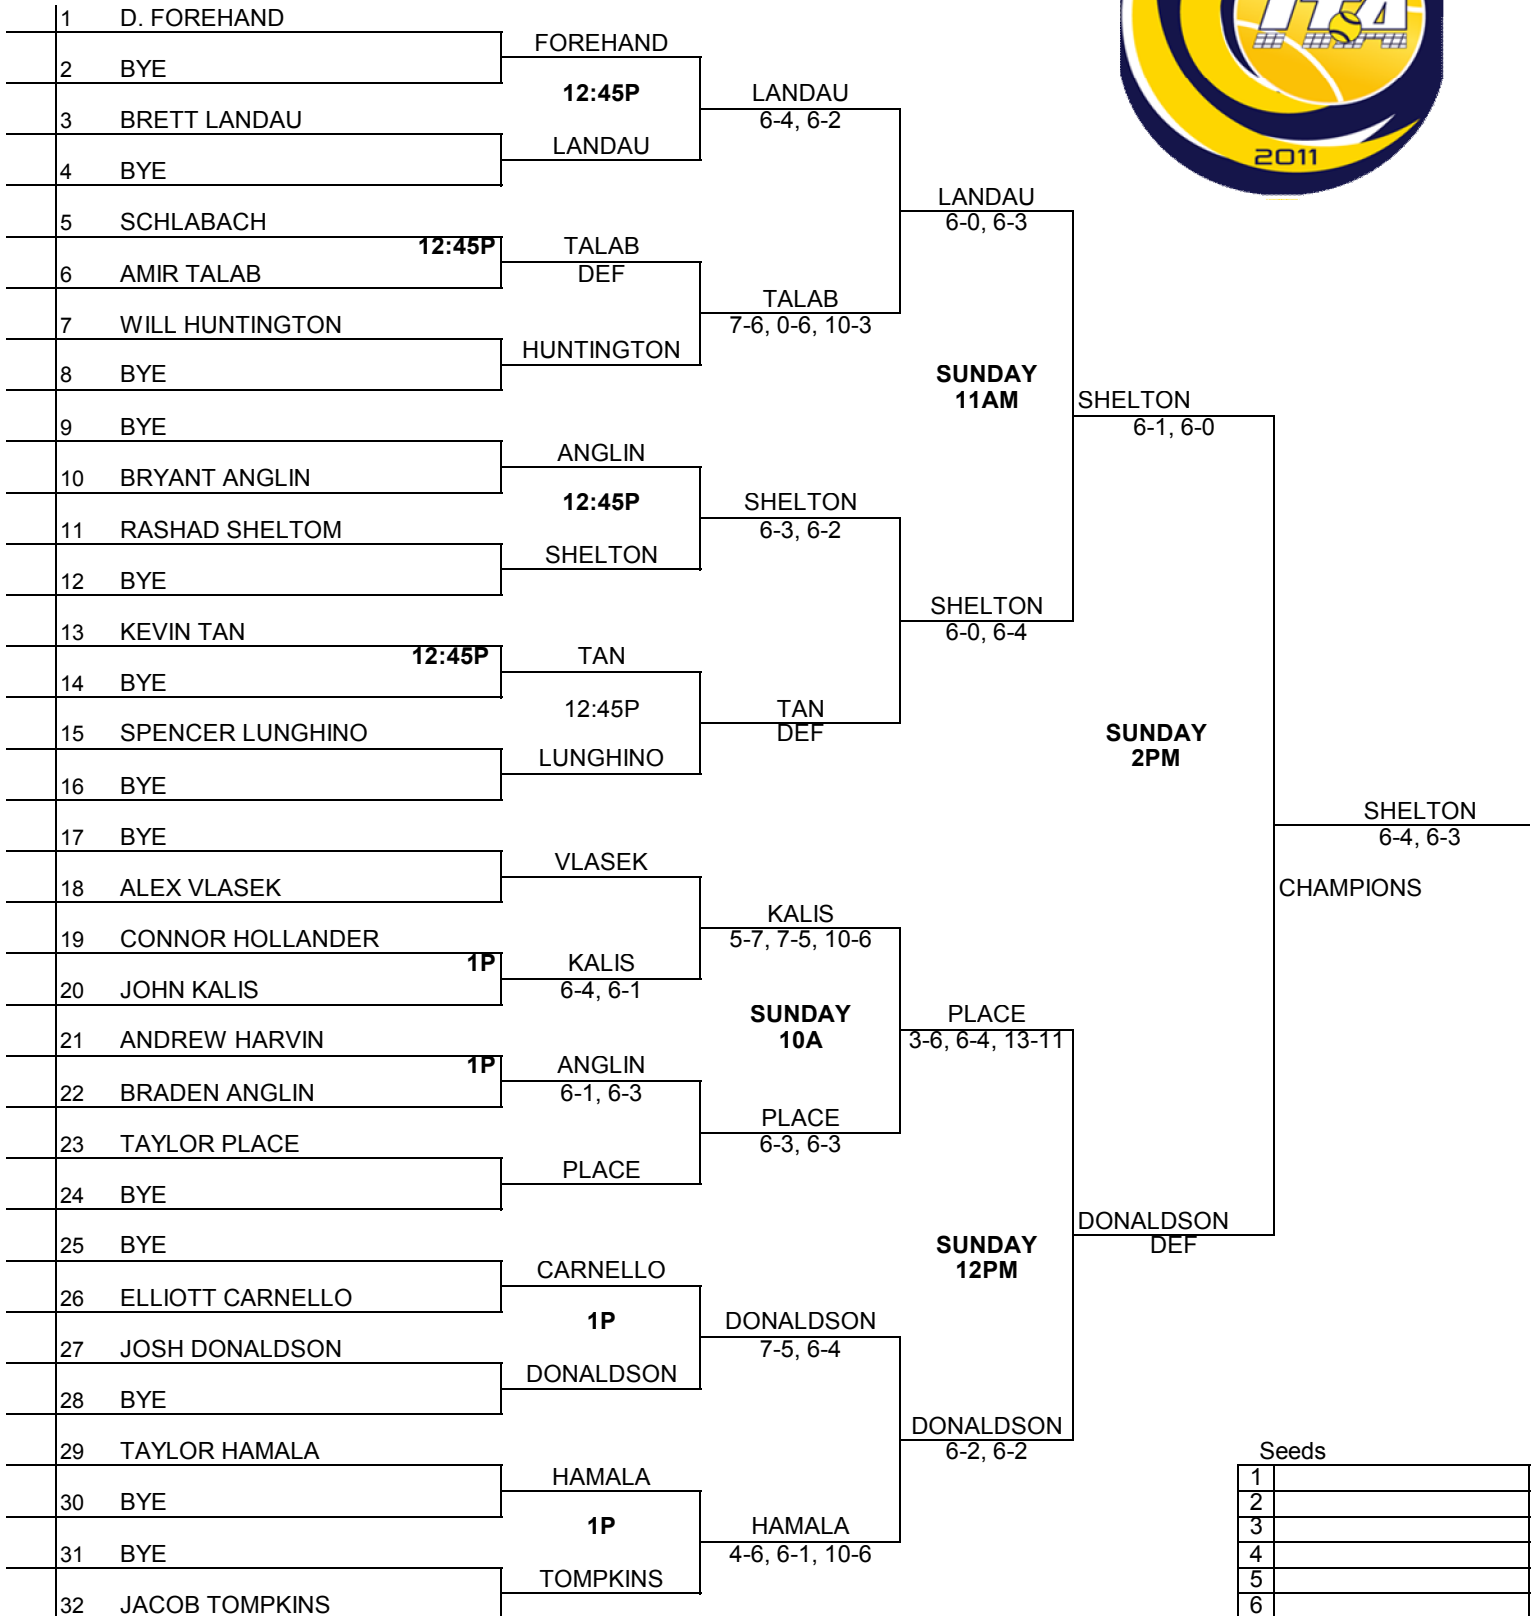 ITA
2011
1 D. FOREHAND
2 BYE
3 BRETT LANDAU
4 BYE
5 SCHLABACH
12:45P
6 AMIR TALAB
7 WILL HUNTINGTON
8 BYE
9 BYE
10 BRYANT ANGLIN
11 RASHAD SHELTOM
12 BYE
13 KEVIN TAN
12:45P
14 BYE
15 SPENCER LUNGHINO
16 BYE
17 BYE
18 ALEX VLASEK
19 CONNOR HOLLANDER
1P
20 JOHN KALIS
21 ANDREW HARVIN
1P
22 BRADEN ANGLIN
23 TAYLOR PLACE
24 BYE
25 BYE
26 ELLIOTT CARNELLO
27 JOSH DONALDSON
28 BYE
29 TAYLOR HAMALA
30 BYE
31 BYE
32 JACOB TOMPKINS
FOREHAND
12:45P
LANDAU
TALAB
DEF
HUNTINGTON
ANGLIN
12:45P
SHELTON
TAN
12:45P
LUNGHINO
VLASEK
KALIS
6-4, 6-1
ANGLIN
6-1, 6-3
PLACE
CARNELLO
1P
DONALDSON
HAMALA
1P
TOMPKINS
LANDAU
6-4, 6-2
TALAB
7-6, 0-6, 10-3
SHELTON
6-3, 6-2
TAN
DEF
KALIS
5-7, 7-5, 10-6
SUNDAY
10A
PLACE
6-3, 6-3
DONALDSON
7-5, 6-4
HAMALA
4-6, 6-1, 10-6
LANDAU
6-0, 6-3
SUNDAY
11AM
SHELTON
6-0, 6-4
PLACE
3-6, 6-4, 13-11
SUNDAY
12PM
DONALDSON
6-2, 6-2
SHELTON
6-1, 6-0
SUNDAY
2PM
DONALDSON
DEF
SHELTON
6-4, 6-3
CHAMPIONS
Seeds
1
2
3
4
5
6